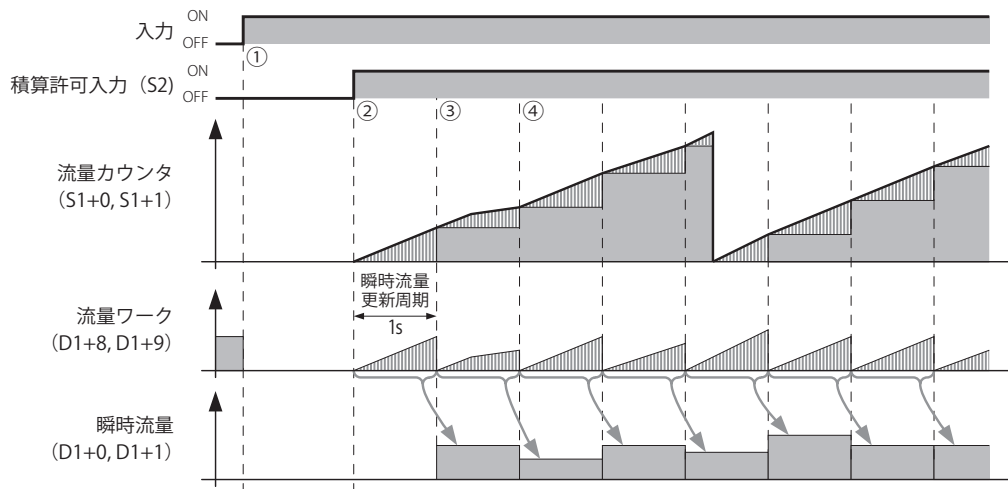 ON
入力
OFF
①
ON
積算許可入力（S2）
OFF
②
③
④
流量カウンタ
（S1+0, S1+1）
瞬時流量
更新周期
1s
流量ワーク
（D1+8, D1+9）
瞬時流量
（D1+0, D1+1）